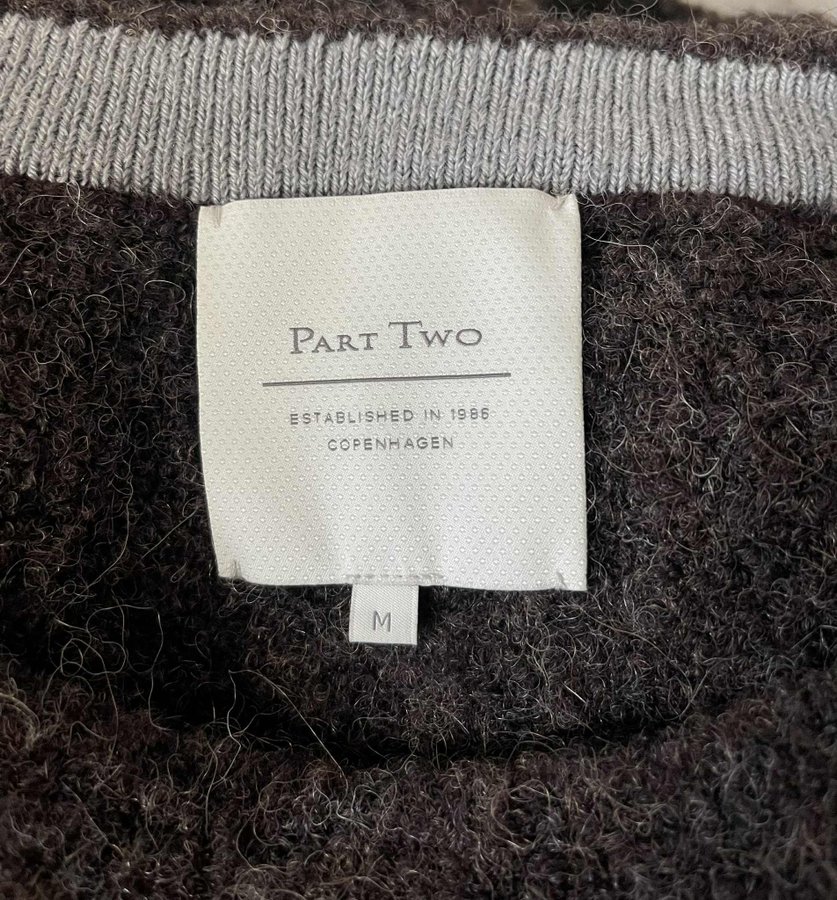 PART TWO
ESTABLISHED IN 1986
COPENHAGEN
M